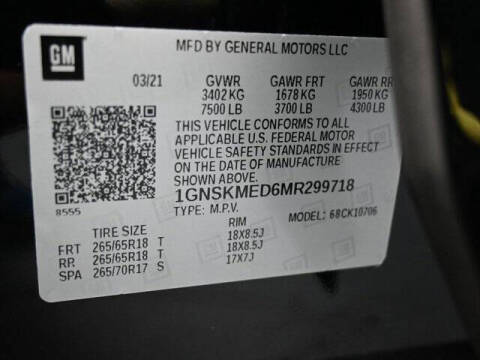 GM
MFD BY GENERAL MOTORS LLC
03/21 GVWR GAWR FRT GAWR RR
3402 KG 1678 KG 1950 KG
7500 LB 3700 LB 4300 LB
THIS VEHICLE CONFORMS TO ALL
APPLICABLE U.S. FEDERAL MOTOR
VEHICLE SAFETY STANDARDS IN EFFECT
ON THE DATE OF MANUFACTURE
SHOWN ABOVE.
1GNSKMED6MR299718
8555
TYPE: M.P.V. MODEL: 68CK10706
TIRE SIZE RIM
FRT 265/65R18 T 18X8.5J
RR. 265/65R18 T 18X8.5J
SPA 265/70R17 S 17X7J